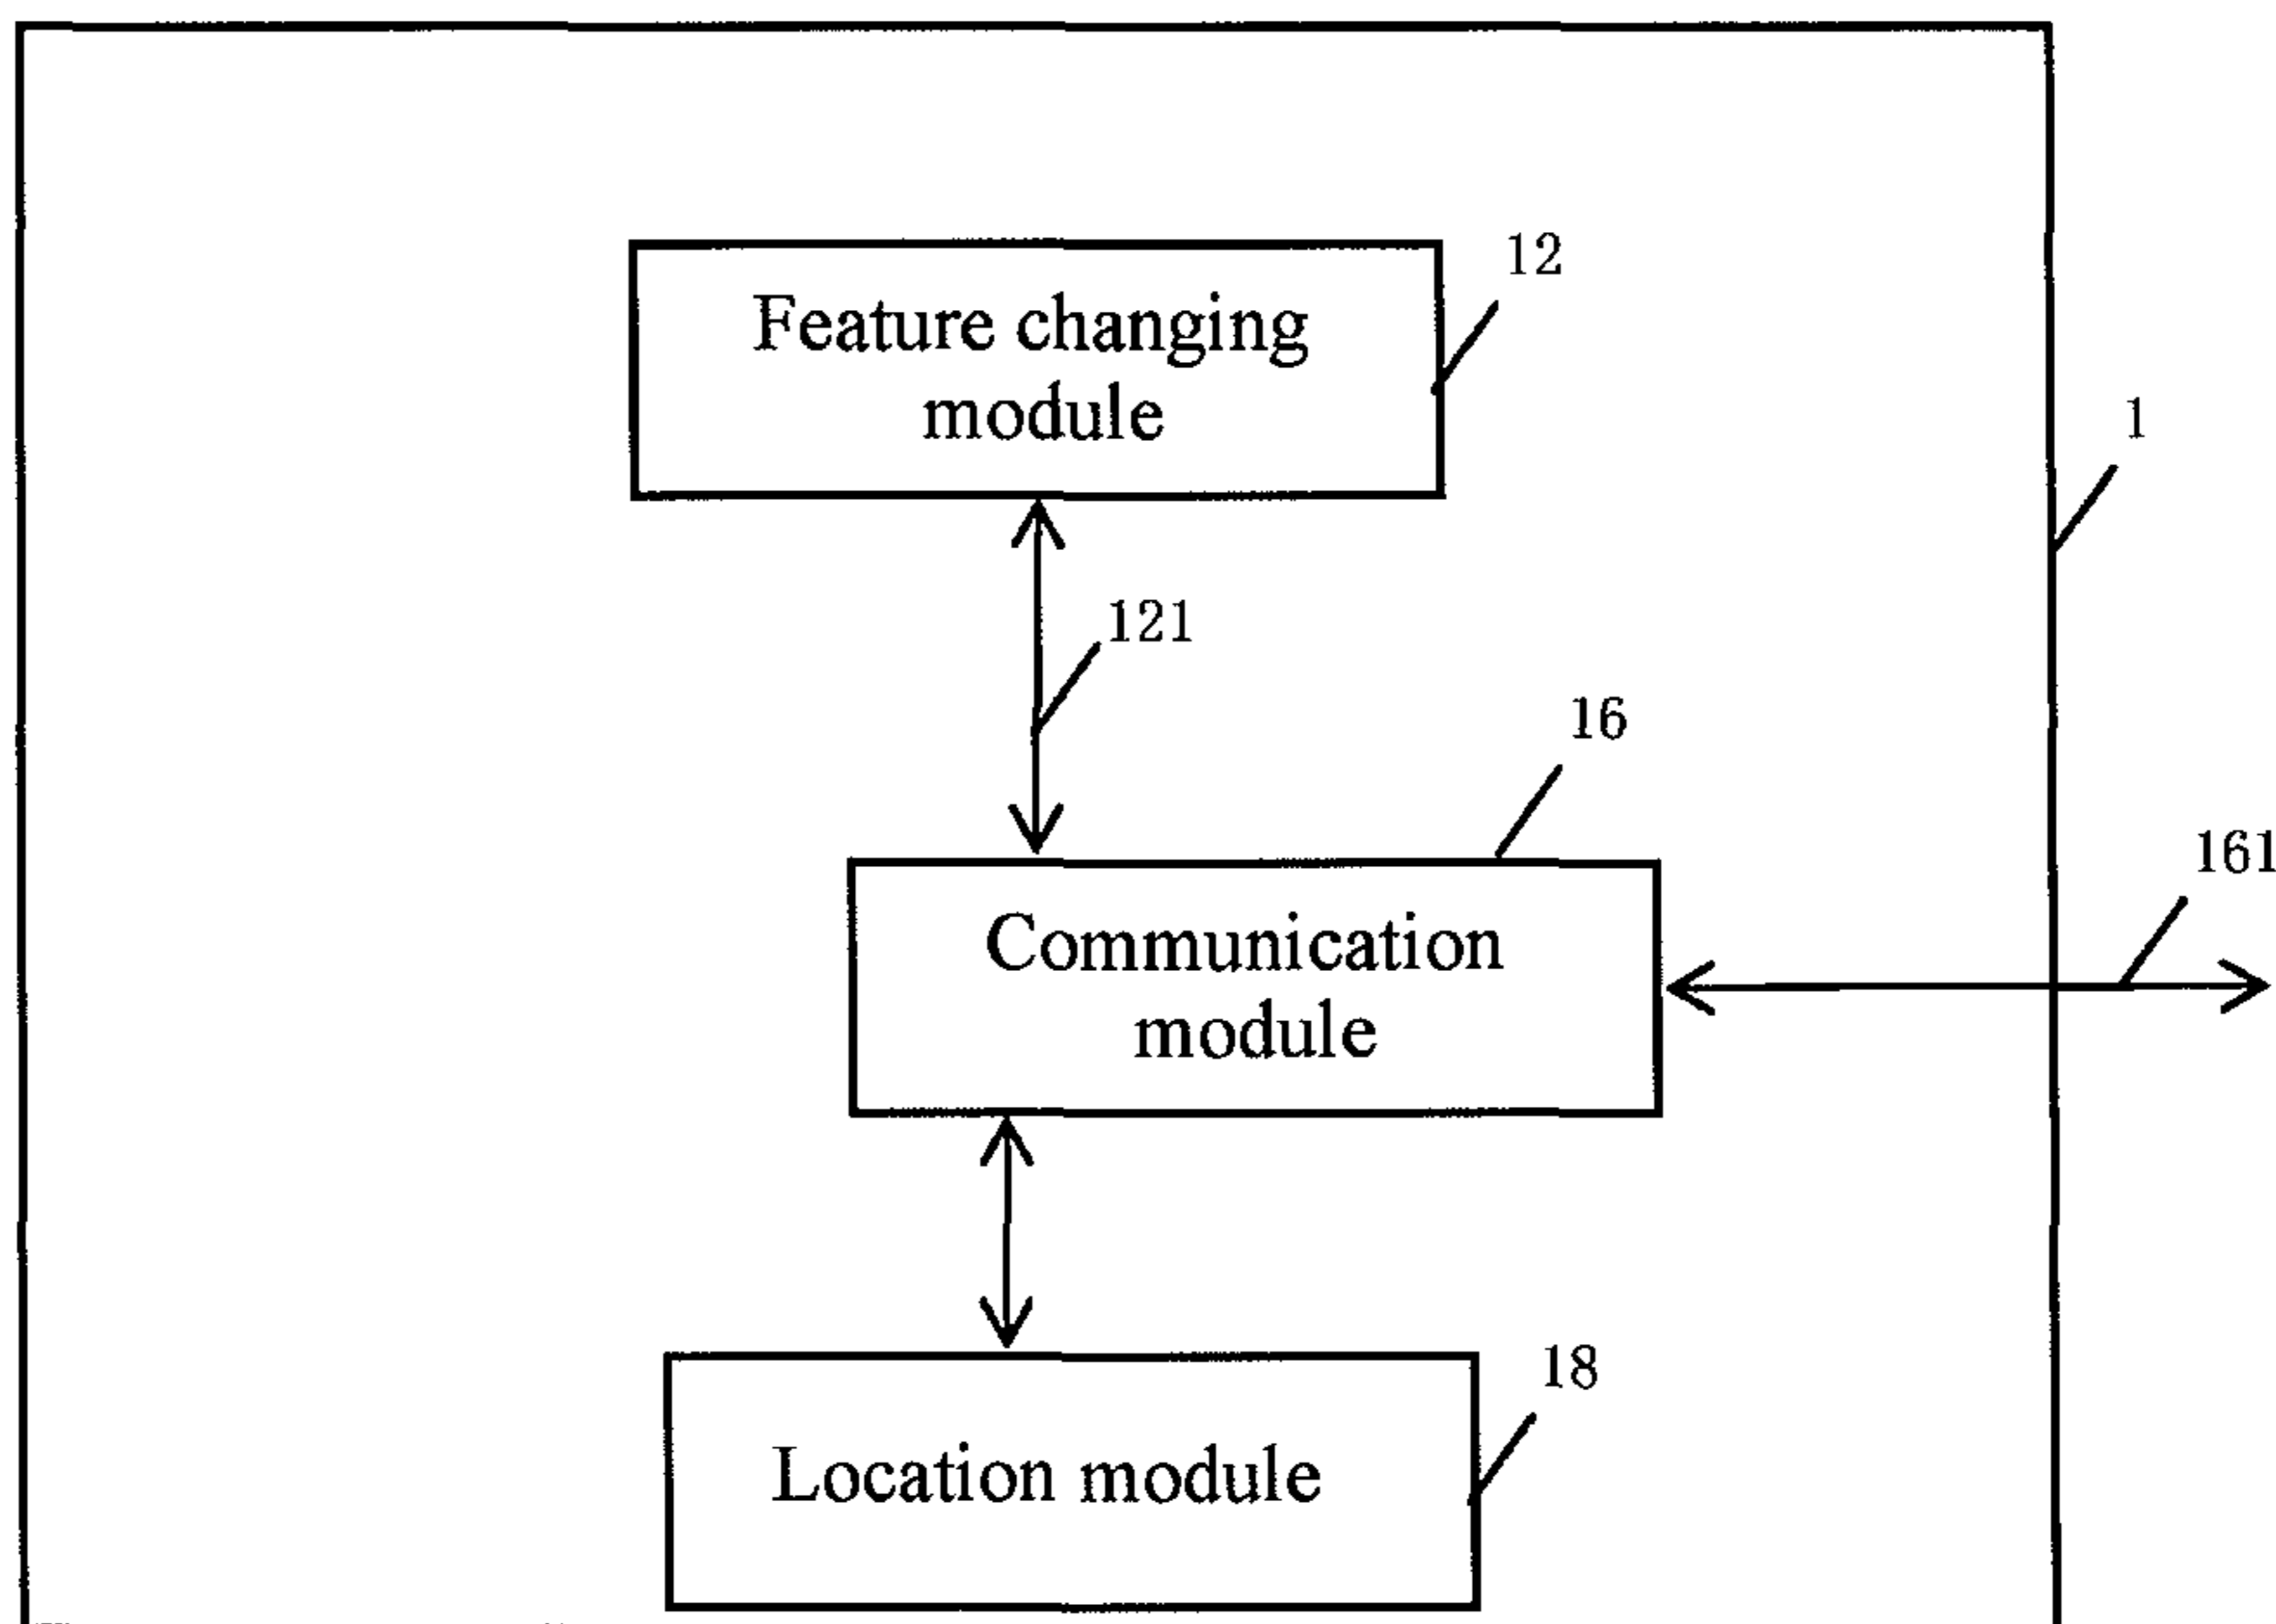 12
Feature changing
module
1
121
16
161
Communication
module
18
Location module